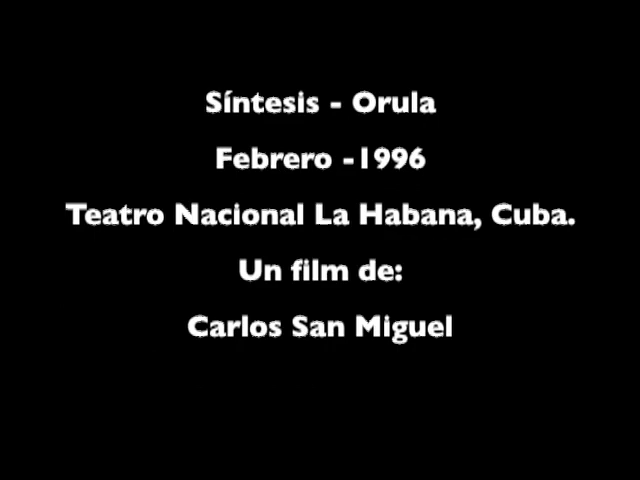 Síntesis - Orula
Febrero -1996
Teatro Nacional La Habana, Cuba.
Un film de:
Carlos San Miguel